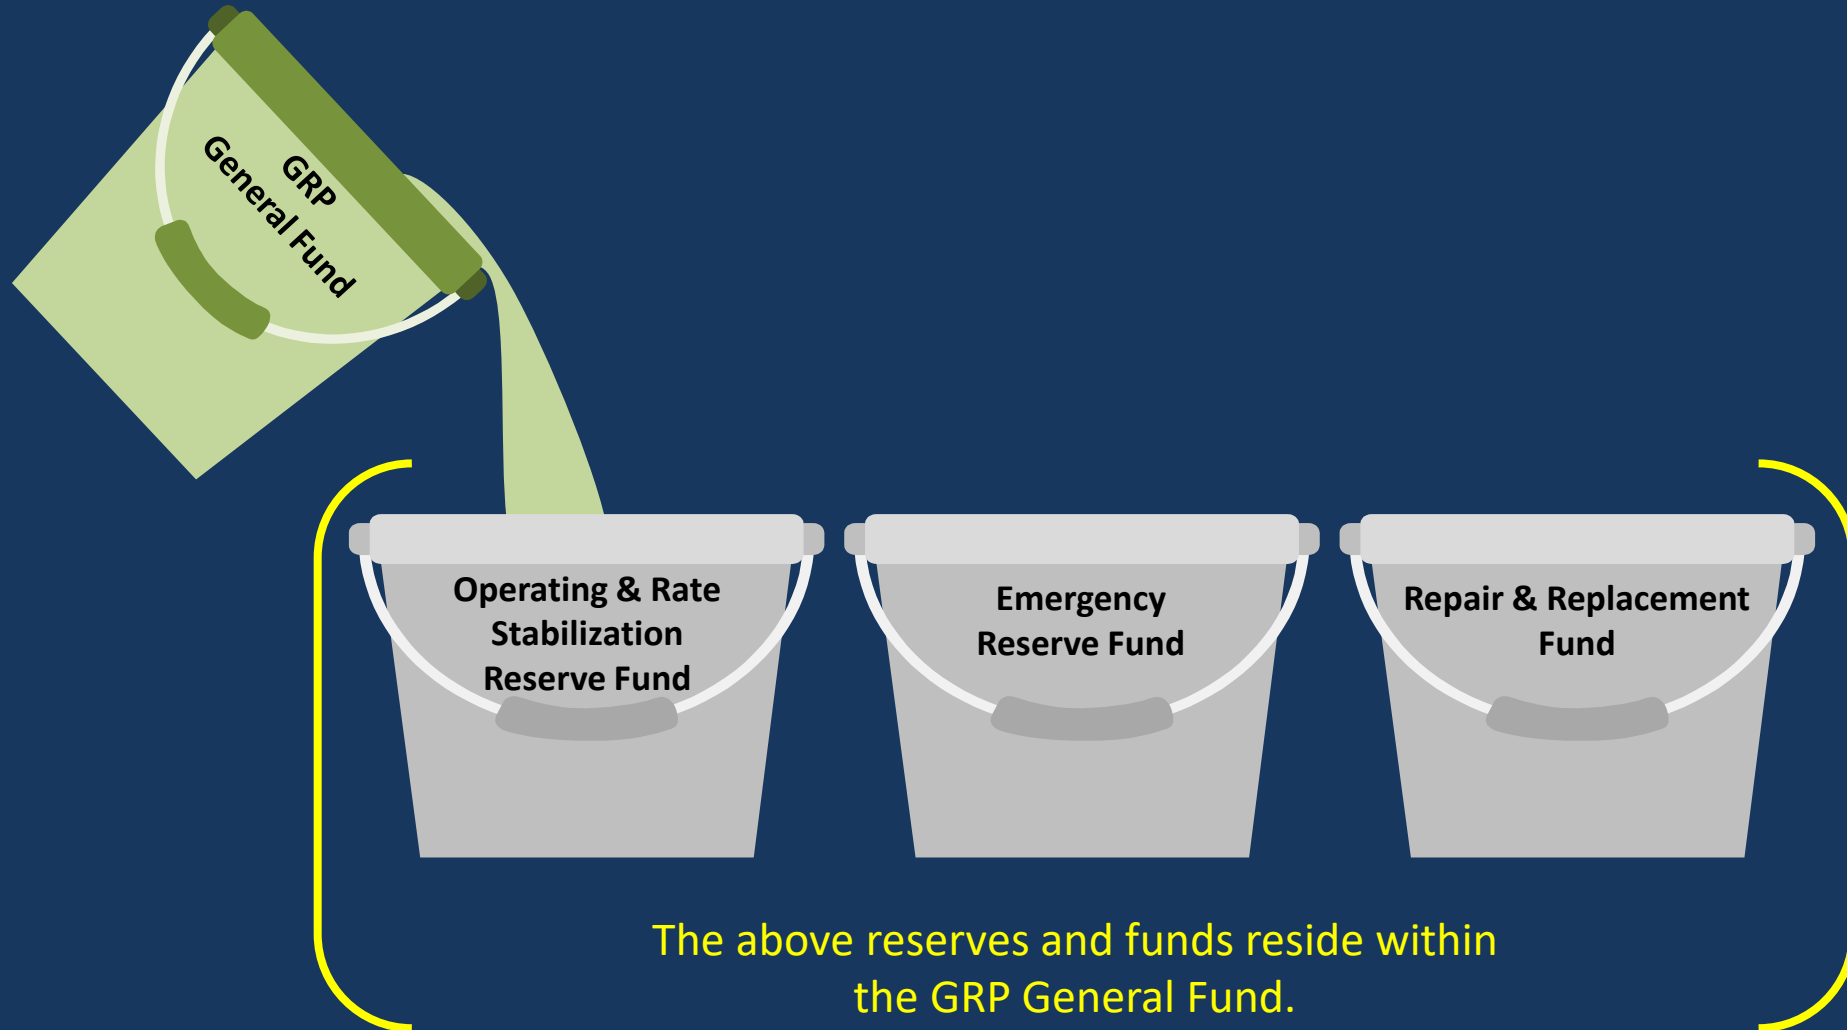 GRP
General Fund
Operating & Rate
Stabilization
Reserve Fund
Emergency
Reserve Fund
Repair & Replacement
Fund
The above reserves and funds reside within
the GRP General Fund.